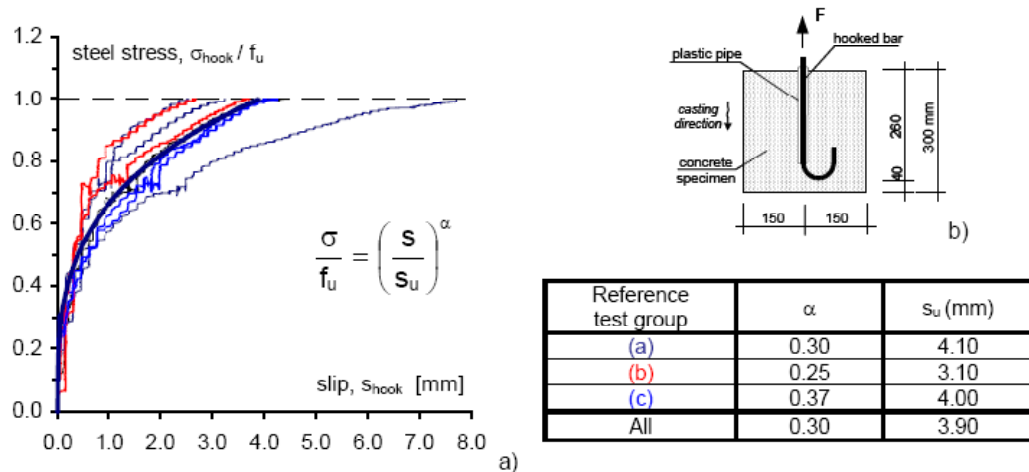 steel stress, σhook / fu
1.2
1.0
0.8
0.6
0.4
0.2
0.0
σ / fu = (s / su)^α
slip, shook [mm]
0.0 1.0 2.0 3.0 4.0 5.0 6.0 7.0 8.0
a)
F
plastic pipe
hooked bar
casting
direction
concrete
specimen
260
40
300 mm
150 150
b)
Reference
test group α su (mm)
(a) 0.30 4.10
(b) 0.25 3.10
(c) 0.37 4.00
All 0.30 3.90